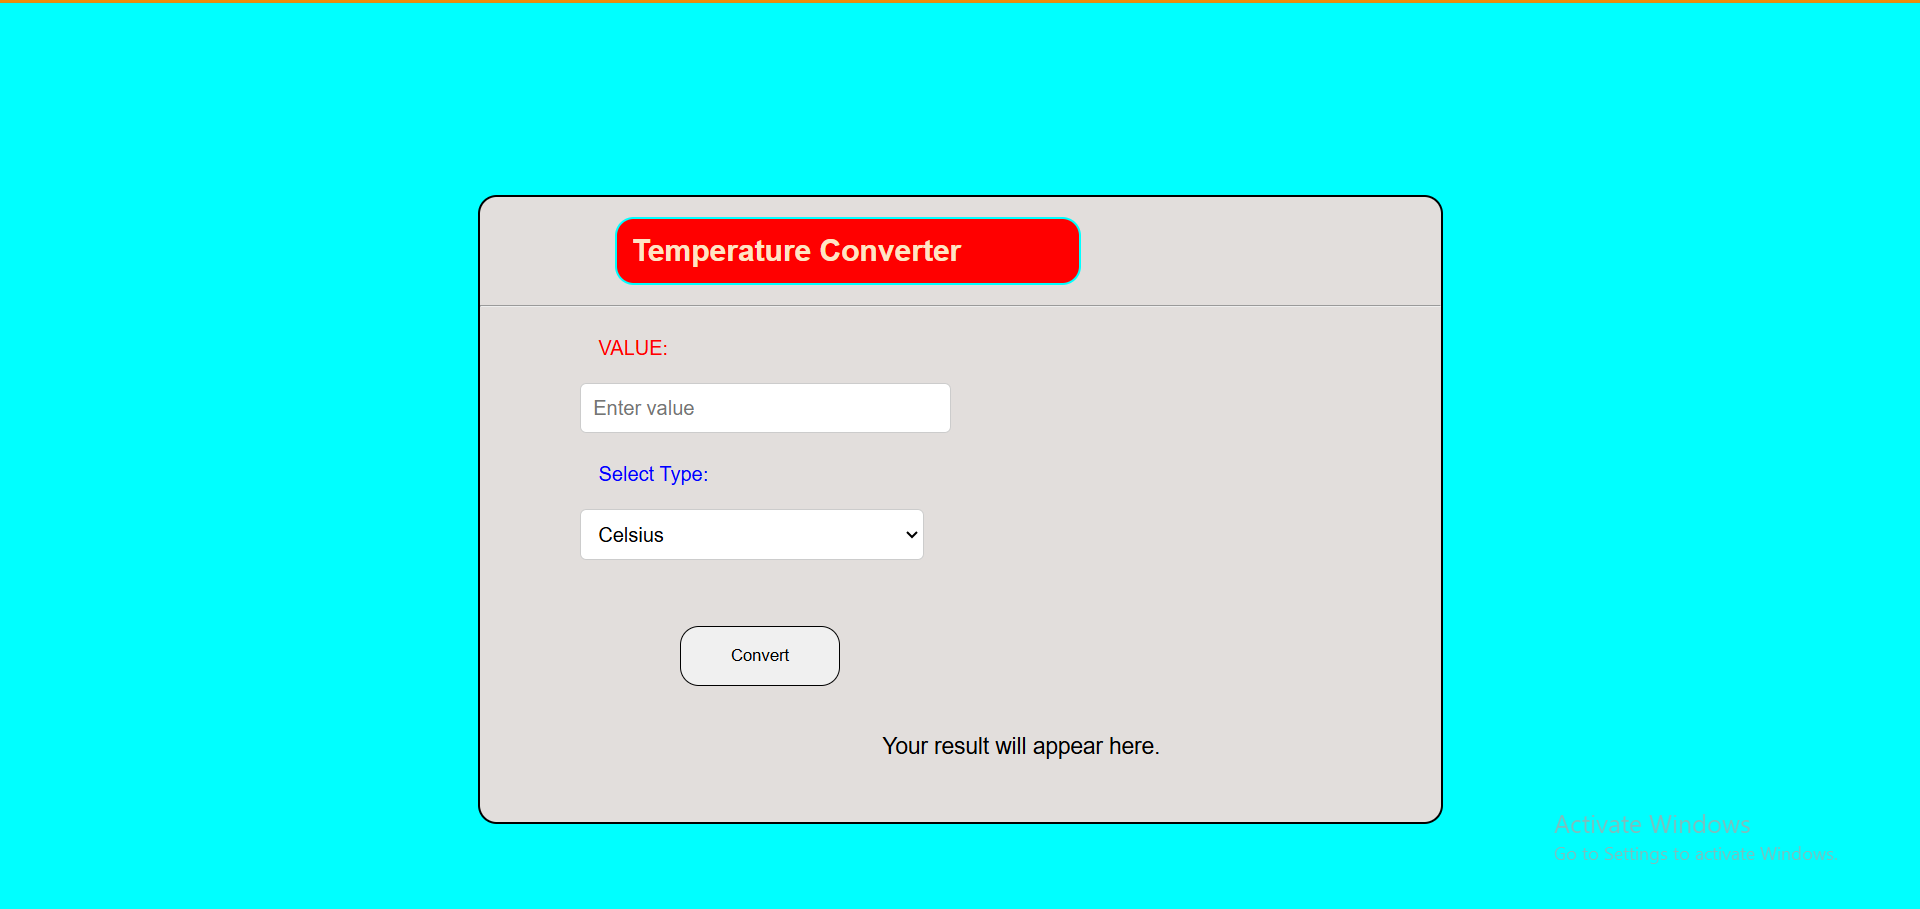 Temperature Converter
VALUE:
Enter value
Select Type:
Celsius
Convert
Your result will appear here.
Activate Windows
Go to Settings to activate Windows.